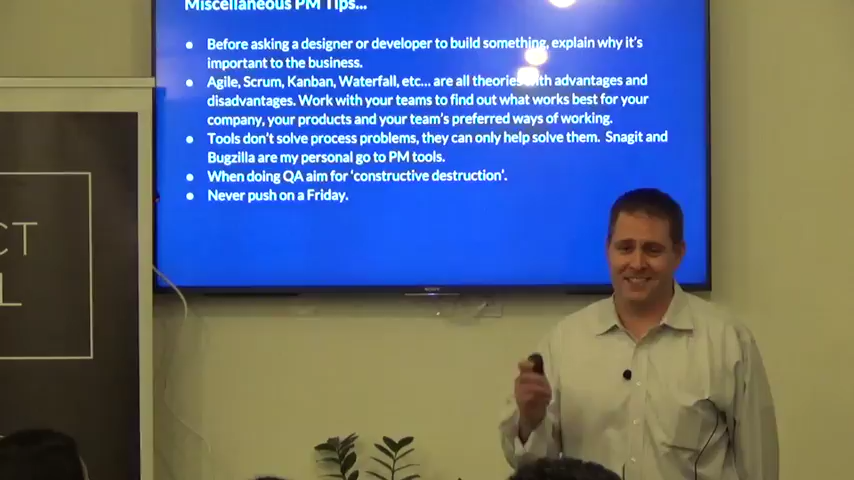 Miscellaneous PM Tips...
● Before asking a designer or developer to build something, explain why it's
important to the business.
● Agile, Scrum, Kanban, Waterfall, etc... are all theories with advantages and
disadvantages. Work with your teams to find out what works best for your
company, your products and your team's preferred ways of working.
● Tools don't solve process problems, they can only help solve them. Snagit and
Bugzilla are my personal go to PM tools.
● When doing QA aim for 'constructive destruction'.
● Never push on a Friday.
SONY
CT
L